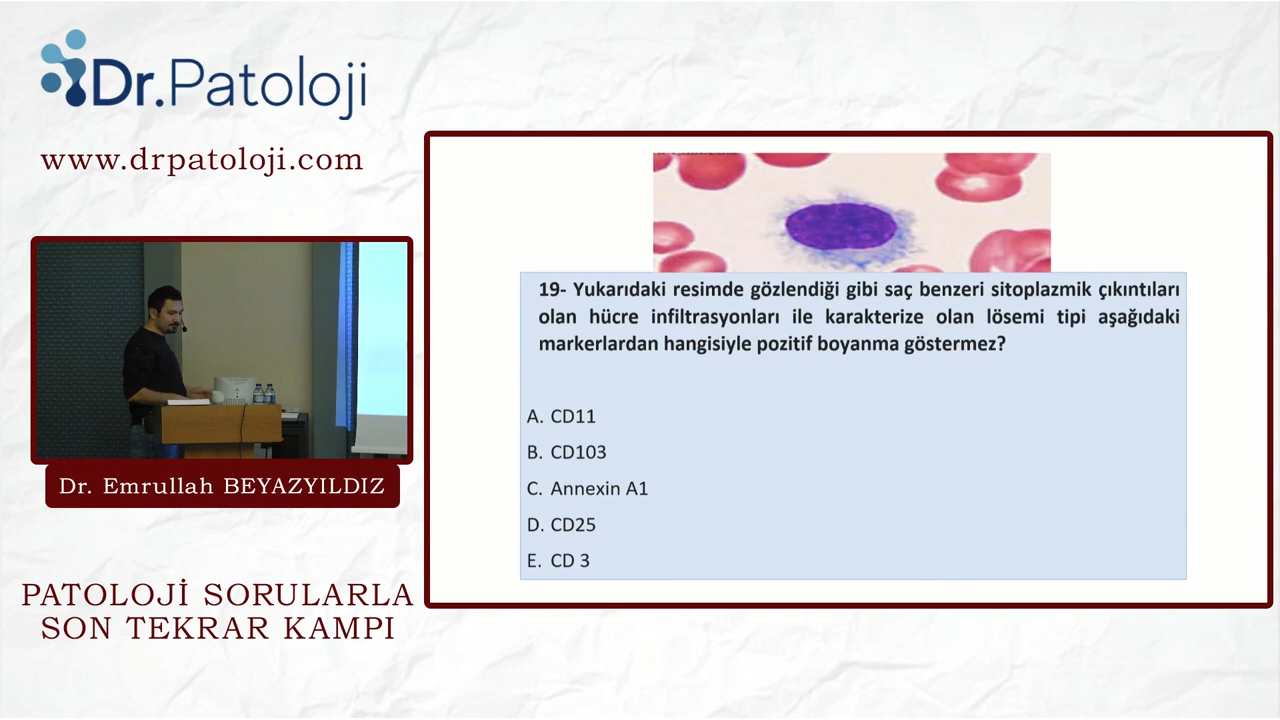 Dr.Patoloji
www.drpatoloji.com
19- Yukarıdaki resimde gözlendiği gibi saç benzeri sitoplazmik çıkıntıları
olan hücre infiltrasyonları ile karakterize olan lösemi tipi aşağıdaki
markerlardan hangisiyle pozitif boyanma göstermez?
A. CD11
B. CD103
C. Annexin A1
D. CD25
E. CD 3
Dr. Emrullah BEYAZYILDIZ
PATOLOJİ SORULARLA
SON TEKRAR KAMPI